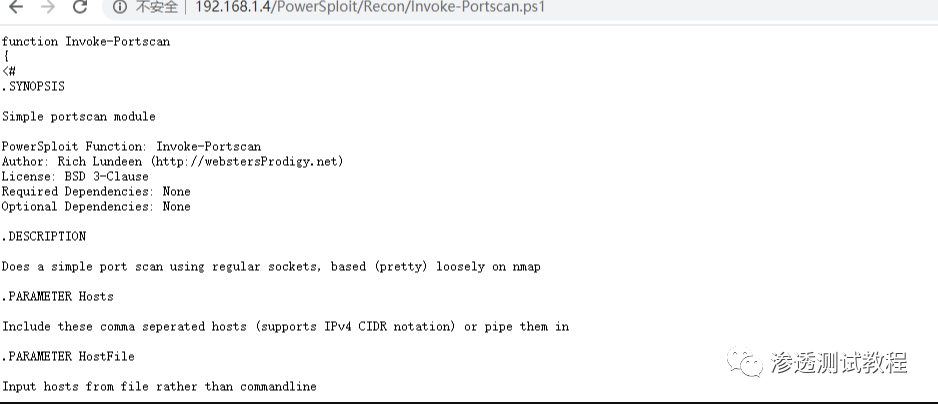 不安全 | 192.168.1.4/PowerSploit/Recon/Invoke-Portscan.ps1
function Invoke-Portscan
{
<#
.SYNOPSIS
Simple portscan module
PowerSploit Function: Invoke-Portscan
Author: Rich Lundeen (http://webstersProdigy.net)
License: BSD 3-Clause
Required Dependencies: None
Optional Dependencies: None
.DESCRIPTION
Does a simple port scan using regular sockets, based (pretty) loosely on nmap
.PARAMETER Hosts
Include these comma seperated hosts (supports IPv4 CIDR notation) or pipe them in
.PARAMETER HostFile
Input hosts from file rather than commandline
渗透测试教程